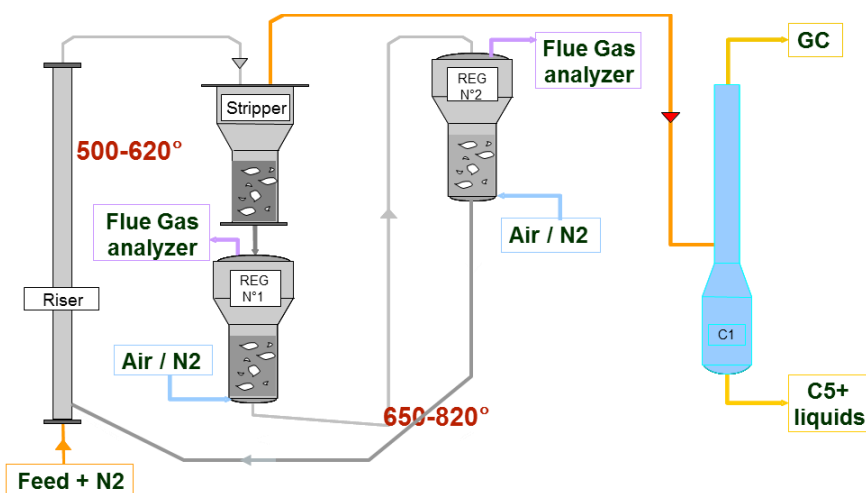 Flue Gas
analyzer
GC
REG
N°2
Stripper
500-620°
Air / N2
Flue Gas
analyzer
REG
N°1
Riser
C1
Air / N2
650-820°
C5+
liquids
Feed + N2